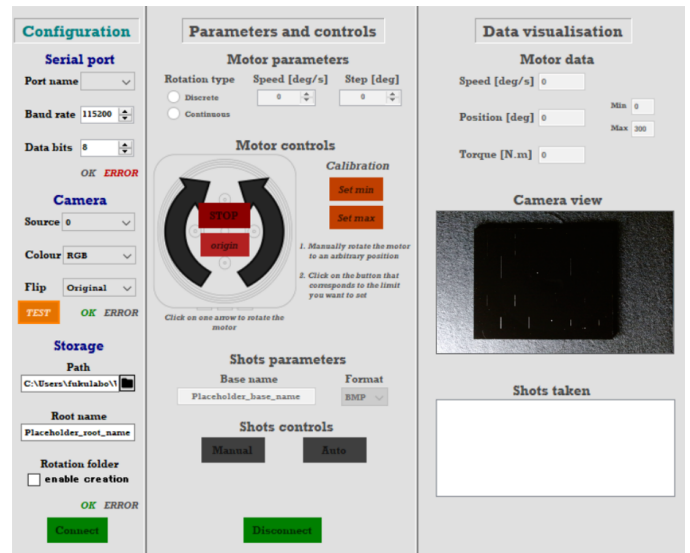 Configuration
Serial port
Port name
Baud rate 115200
Data bits 8
OK ERROR
Camera
Source 0
Colour RGB
Flip Original
TEST OK ERROR
Storage
Path
C:\Users\fukulabo\
Root name
Placeholder_root_name
Rotation folder
enable creation
OK ERROR
Connect
Parameters and controls
Motor parameters
Rotation type Speed [deg/s] Step [deg]
Discrete 0 0
Continuous
Motor controls
STOP
origin
Click on one arrow to rotate the
motor
Calibration
Set min
Set max
1. Manually rotate the motor
to an arbitrary position
2. Click on the button that
corresponds to the limit
you want to set
Shots parameters
Base name Format
Placeholder_base_name BMP
Shots controls
Manual Auto
Disconnect
Data visualisation
Motor data
Speed [deg/s] 0
Position [deg] 0
Min 0
Max 300
Torque [N.m] 0
Camera view
Shots taken